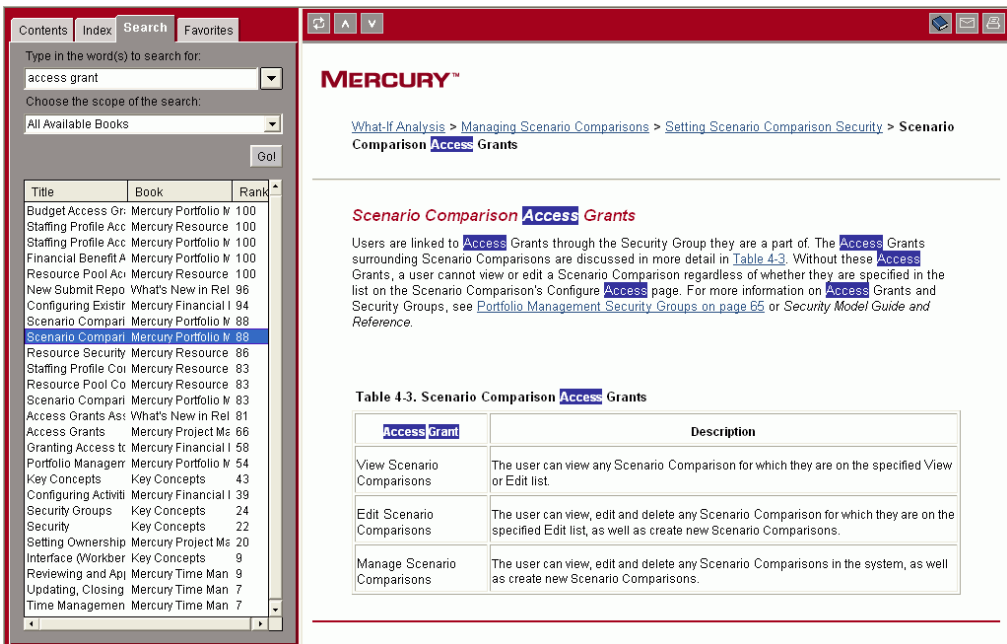 Contents Index Search Favorites
Type in the word(s) to search for:
access grant
Choose the scope of the search:
All Available Books
Go!
Title Book Rank
Budget Access Gr Mercury Portfolio M 100
Staffing Profile Acc Mercury Resource 100
Staffing Profile Acc Mercury Portfolio M 100
Financial Benefit A Mercury Portfolio M 100
Resource Pool Ac Mercury Resource 100
New Submit Repo What's New in Rel 96
Configuring Existir Mercury Financial I 94
Scenario Compari Mercury Portfolio M 88
Scenario Compari Mercury Portfolio M 88
Resource Security Mercury Resource 86
Staffing Profile Co Mercury Resource 83
Resource Pool Co Mercury Resource 83
Scenario Compari Mercury Portfolio M 83
Access Grants As What's New in Rel 81
Access Grants Mercury Project Ma 66
Granting Access to Mercury Financial I 58
Portfolio Managem Mercury Portfolio M 54
Key Concepts Key Concepts 43
Configuring Activiti Mercury Financial I 39
Security Groups Key Concepts 24
Security Key Concepts 22
Setting Ownership Mercury Project Ma 20
Interface (Workber Key Concepts 9
Reviewing and Ap Mercury Time Man 9
Updating, Closing Mercury Time Man 7
Time Managemen Mercury Time Man 7
MERCURY™
What-If Analysis > Managing Scenario Comparisons > Setting Scenario Comparison Security > Scenario
Comparison Access Grants
Scenario Comparison Access Grants
Users are linked to Access Grants through the Security Group they are a part of. The Access Grants
surrounding Scenario Comparisons are discussed in more detail in Table 4-3. Without these Access
Grants, a user cannot view or edit a Scenario Comparison regardless of whether they are specified in the
list on the Scenario Comparison's Configure Access page. For more information on Access Grants and
Security Groups, see Portfolio Management Security Groups on page 65 or Security Model Guide and
Reference.
Table 4-3. Scenario Comparison Access Grants
Access Grant Description
View Scenario
Comparisons
The user can view any Scenario Comparison for which they are on the specified View
or Edit list.
Edit Scenario
Comparisons
The user can view, edit and delete any Scenario Comparison for which they are on the
specified Edit list, as well as create new Scenario Comparisons.
Manage Scenario
Comparisons
The user can view, edit and delete any Scenario Comparisons in the system, as well
as create new Scenario Comparisons.